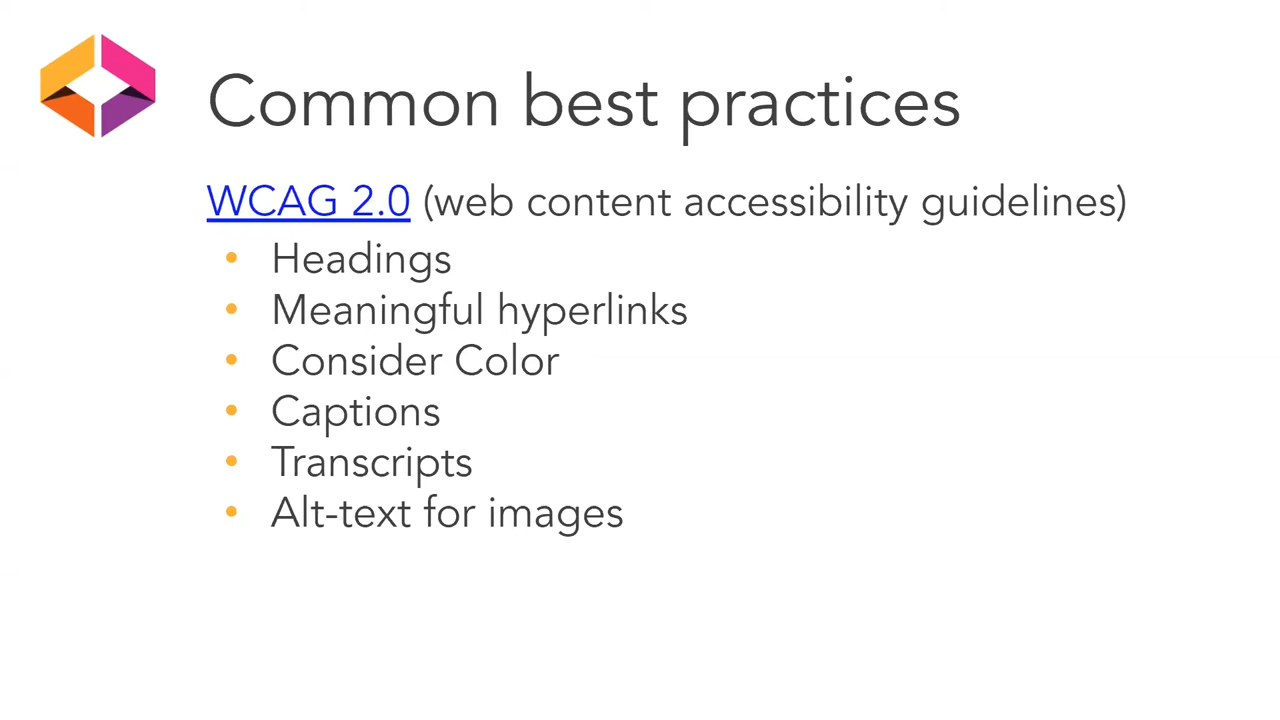 Common best practices
WCAG 2.0 (web content accessibility guidelines)
• Headings
• Meaningful hyperlinks
• Consider Color
• Captions
• Transcripts
• Alt-text for images